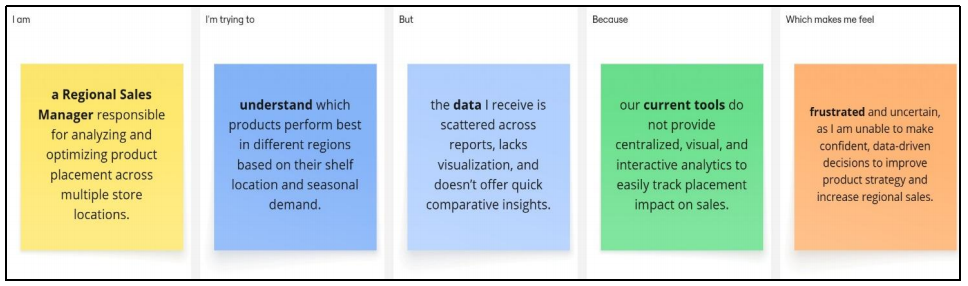 I am
a Regional Sales
Manager responsible
for analyzing and
optimizing product
placement across
multiple store
locations.
I'm trying to
understand which
products perform best
in different regions
based on their shelf
location and seasonal
demand.
But
the data I receive is
scattered across
reports, lacks
visualization, and
doesn't offer quick
comparative insights.
Because
our current tools do
not provide
centralized, visual, and
interactive analytics to
easily track placement
impact on sales.
Which makes me feel
frustrated and uncertain,
as I am unable to make
confident, data-driven
decisions to improve
product strategy and
increase regional sales.